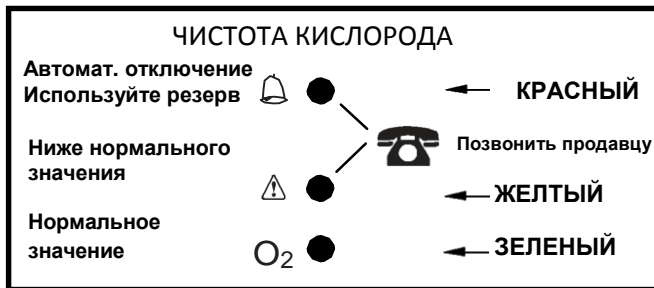 ЧИСТОТА КИСЛОРОДА
Автомат. отключение
Используйте резерв
КРАСНЫЙ
Позвонить продавцу
Ниже нормального
значения
ЖЕЛТЫЙ
Нормальное
значение
O2
ЗЕЛЕНЫЙ